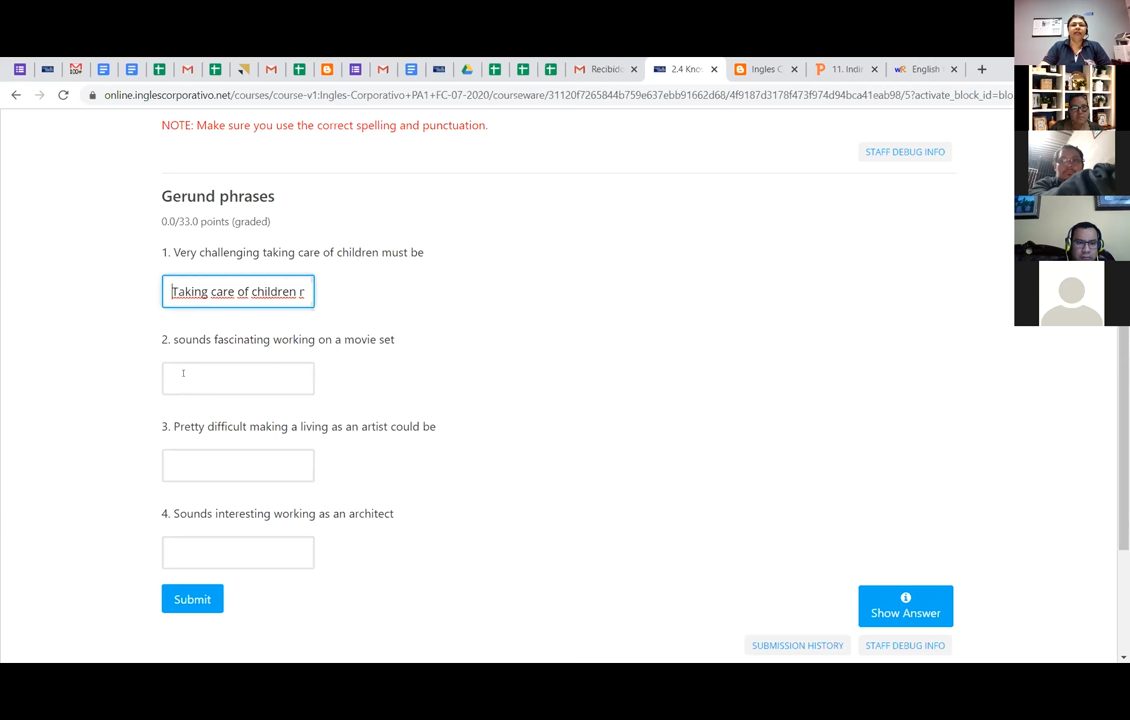 100+
Recibido
2.4 Kno
Ingles C
11. Indir
English
online.inglescorporativo.net/courses/course-v1:Ingles-Corporativo+PA1+FC-07-2020/courseware/31120f7265844b759e637ebb91662d68/4f9187d3178f473f974d94bca41eab98/5?activate_block_id=blo
NOTE: Make sure you use the correct spelling and punctuation.
STAFF DEBUG INFO
Gerund phrases
0.0/33.0 points (graded)
1. Very challenging taking care of children must be
Taking care of children r
2. sounds fascinating working on a movie set
3. Pretty difficult making a living as an artist could be
4. Sounds interesting working as an architect
Submit
Show Answer
SUBMISSION HISTORY
STAFF DEBUG INFO